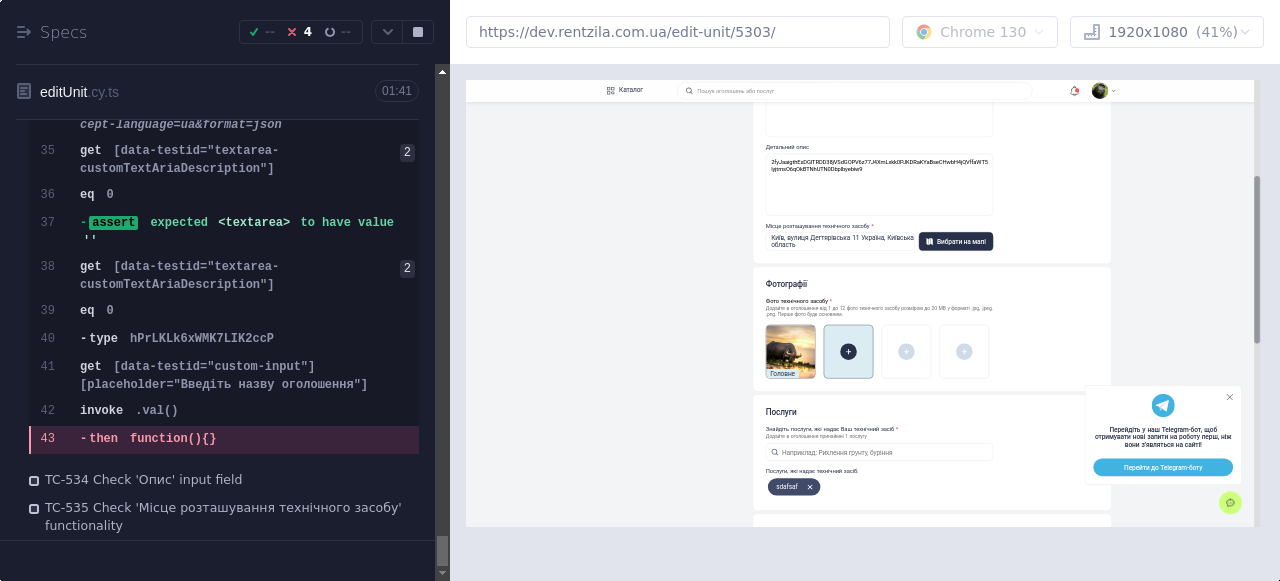 Specs
-- 4 --
editUnit.cy.ts 01:41
cept-language=ua&format=json
35 get [data-testid="textarea- 2
customTextAriaDescription"]
36 eq 0
37 -assert expected <textarea> to have value
''
38 get [data-testid="textarea- 2
customTextAriaDescription"]
39 eq 0
40 -type hPrLKLk6xWMK7LIK2ccP
41 get [data-testid="custom-input"]
[placeholder="Введіть назву оголошення"]
42 invoke .val()
43 -then function(){}
TC-534 Check 'Опис' input field
TC-535 Check 'Місце розташування технічного засобу'
functionality
https://dev.rentzila.com.ua/edit-unit/5303/
Chrome 130
1920x1080 (41%)
Каталог
Пошук оголошень або послуг
Детальний опис
Місце розташування технічного засобу *
Київ, вулиця Дегтярівська 11 Україна, Київська
область
Вибрати на мапі
Фотографії
Фото технічного засобу *
Додайте в оголошення від 1 до 12 фото технічного засобу розміром до 20 МВ у форматі .jpg, .jpeg,
.png. Перше фото буде основним.
Головне
Послуги
Знайдіть послуги, які надає Ваш технічний засіб *
Додайте в оголошення принаймні 1 послугу
Наприклад: Рихлення грунту, буріння
Послуги, які надає технічний засіб:
sdafsaf
Перейдіть у наш Telegram-бот, щоб
отримувати нові запити на роботу перш, ніж
вони з'являться на сайті!
Перейти до Telegram-боту